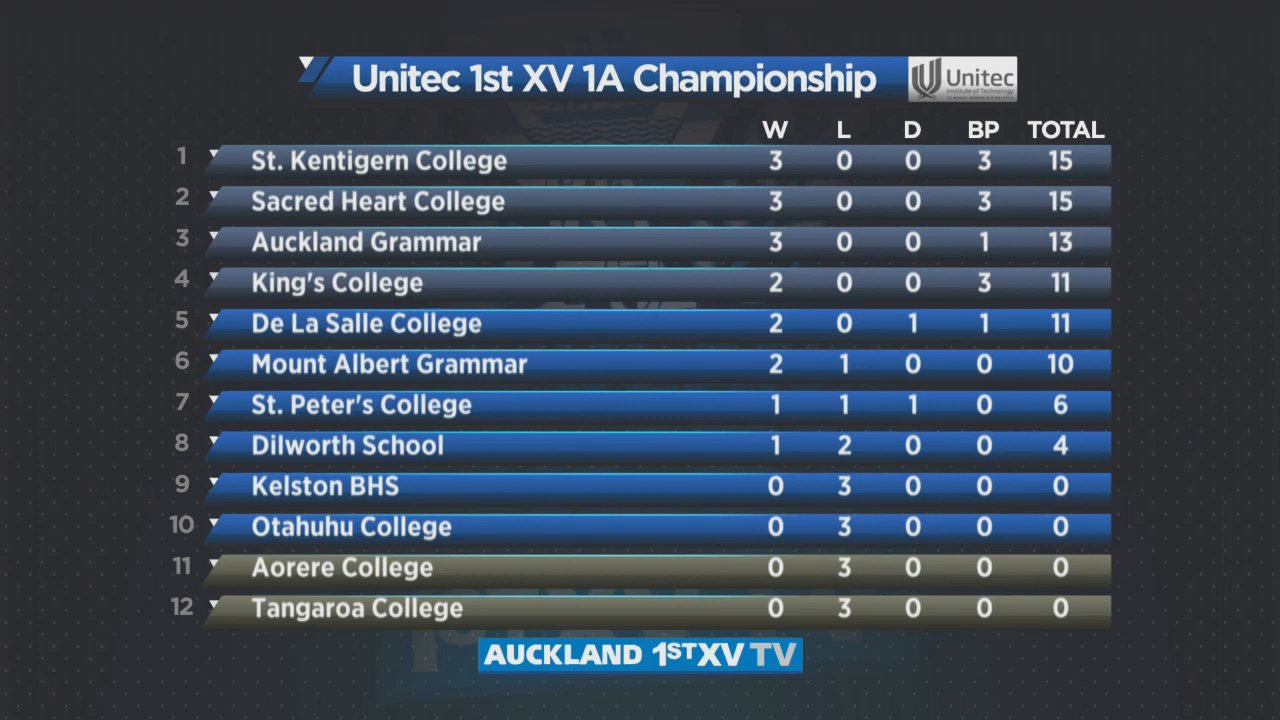 Unitec 1st XV 1A Championship
Unitec
Institute of Technology
W L D BP TOTAL
1 St. Kentigern College 3 0 0 3 15
2 Sacred Heart College 3 0 0 3 15
3 Auckland Grammar 3 0 0 1 13
4 King's College 2 0 0 3 11
5 De La Salle College 2 0 1 1 11
6 Mount Albert Grammar 2 1 0 0 10
7 St. Peter's College 1 1 1 0 6
8 Dilworth School 1 2 0 0 4
9 Kelston BHS 0 3 0 0 0
10 Otahuhu College 0 3 0 0 0
11 Aorere College 0 3 0 0 0
12 Tangaroa College 0 3 0 0 0
AUCKLAND 1STXV TV